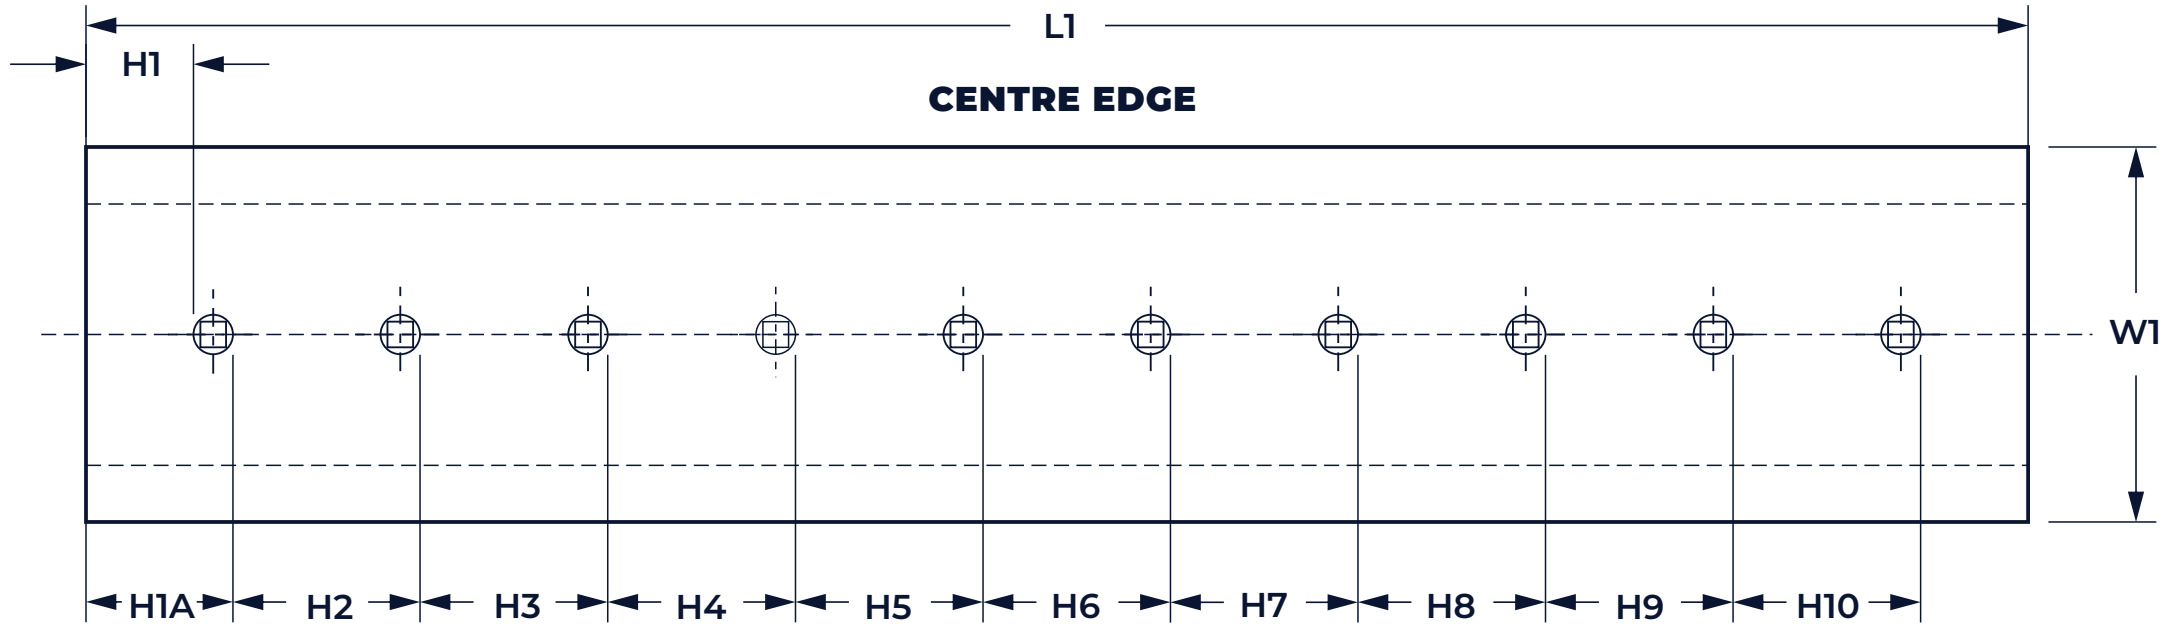 L1
H1
CENTRE EDGE
W1
H1A H2 H3 H4 H5 H6 H7 H8 H9 H10